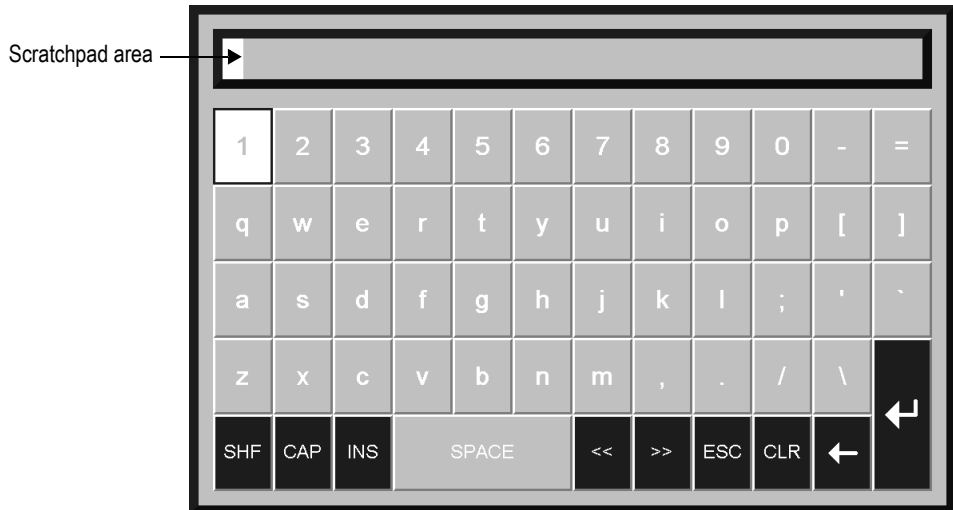 Scratchpad area
1 2 3 4 5 6 7 8 9 0 - =
q w e r t y u i o p [ ]
a s d f g h j k l ; ' `
z x c v b n m , . / \
SHF CAP INS SPACE << >> ESC CLR